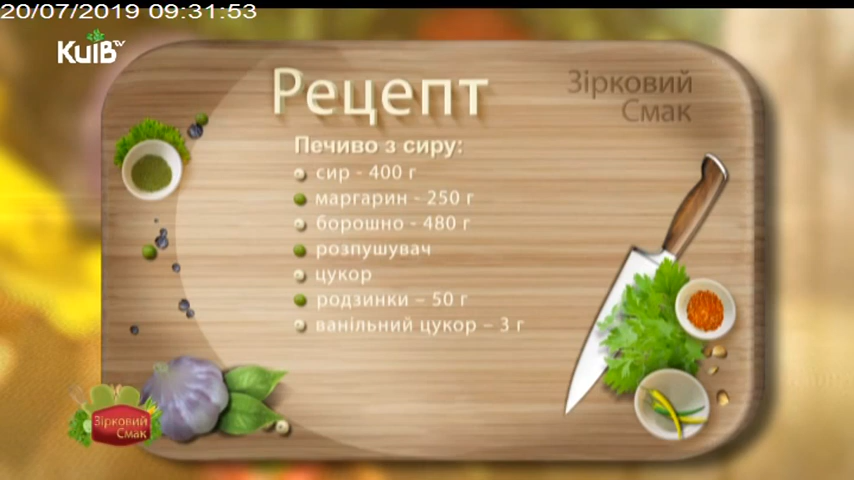 20/07/2019 09:31:53
КиїВ TV
Рецепт
Зірковий
Смак
Печиво з сиру:
сир - 400 г
маргарин - 250 г
борошно - 480 г
розпушувач
цукор
родзинки – 50 г
ванільний цукор – 3 г
Зірковий
Смак